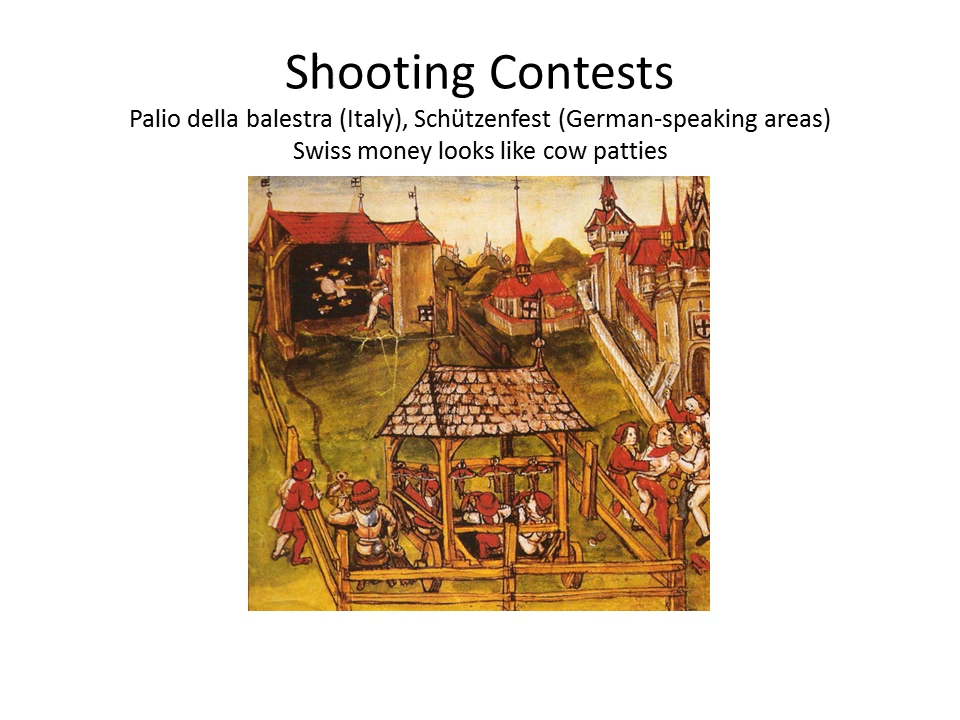 Shooting Contests
Palio della balestra (Italy), Schützenfest (German-speaking areas)
Swiss money looks like cow patties